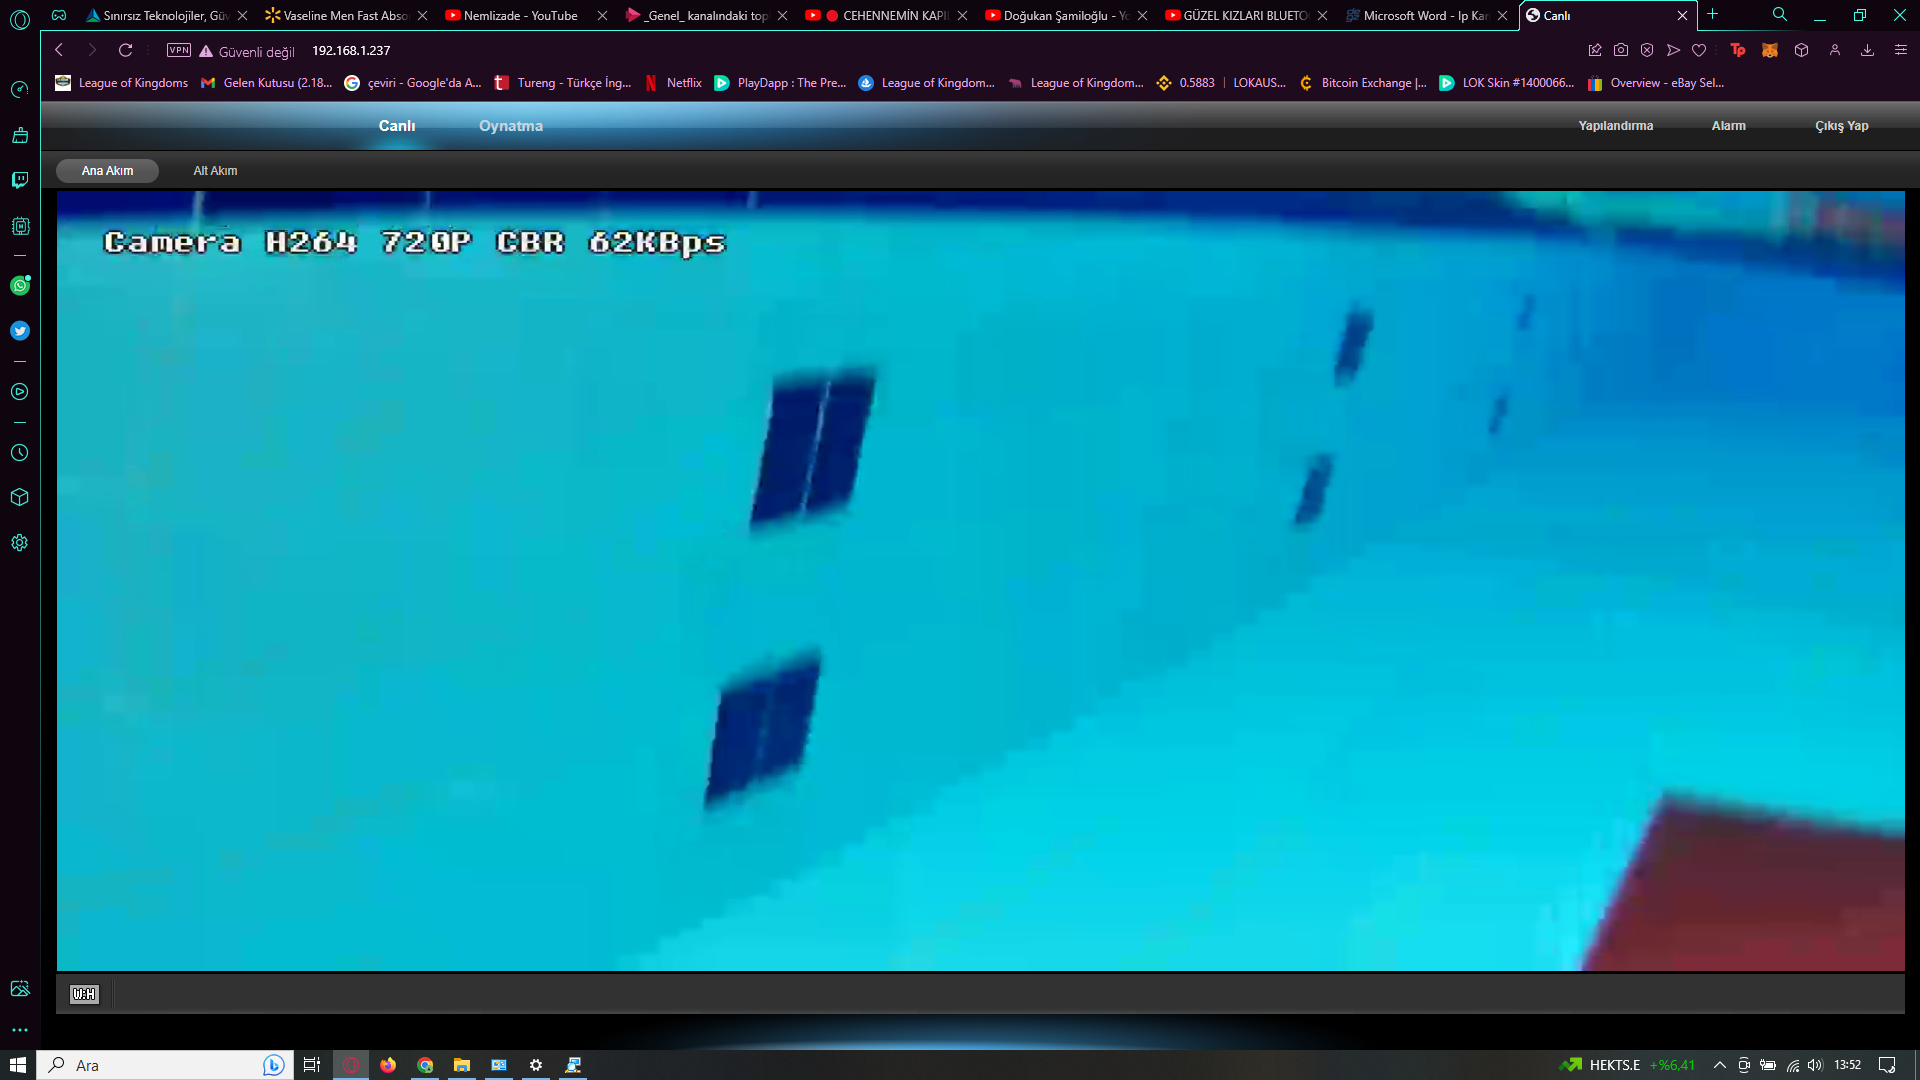 Sınırsız Teknolojiler, Güv
Vaseline Men Fast Abso
Nemlizade - YouTube
_Genel_ kanalındaki top
CEHENNEMİN KAPI
Doğukan Şamiloğlu - Yo
GÜZEL KIZLARI BLUETO
Microsoft Word - Ip Kar
Canlı
VPN
Güvenli değil
192.168.1.237
League of Kingdoms
Gelen Kutusu (2.18...
çeviri - Google'da A...
Tureng - Türkçe İng...
Netflix
PlayDapp : The Pre...
League of Kingdom...
League of Kingdom...
0.5883 | LOKAUS...
Bitcoin Exchange |...
LOK Skin #1400066...
Overview - eBay Sel...
Canlı
Oynatma
Yapılandırma
Alarm
Çıkış Yap
Ana Akım
Alt Akım
Camera H264 720P CBR 62KBps
W:H
Ara
HEKTS.E +%6,41
13:52